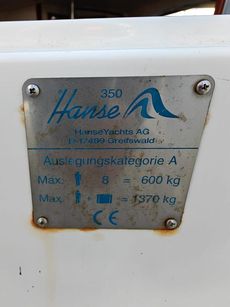 350
Hanse
HanseYachts AG
D-17489 Greifswald
Auslegungskategorie A
Max. 8 = 600 kg
Max. + = 1370 kg
CE